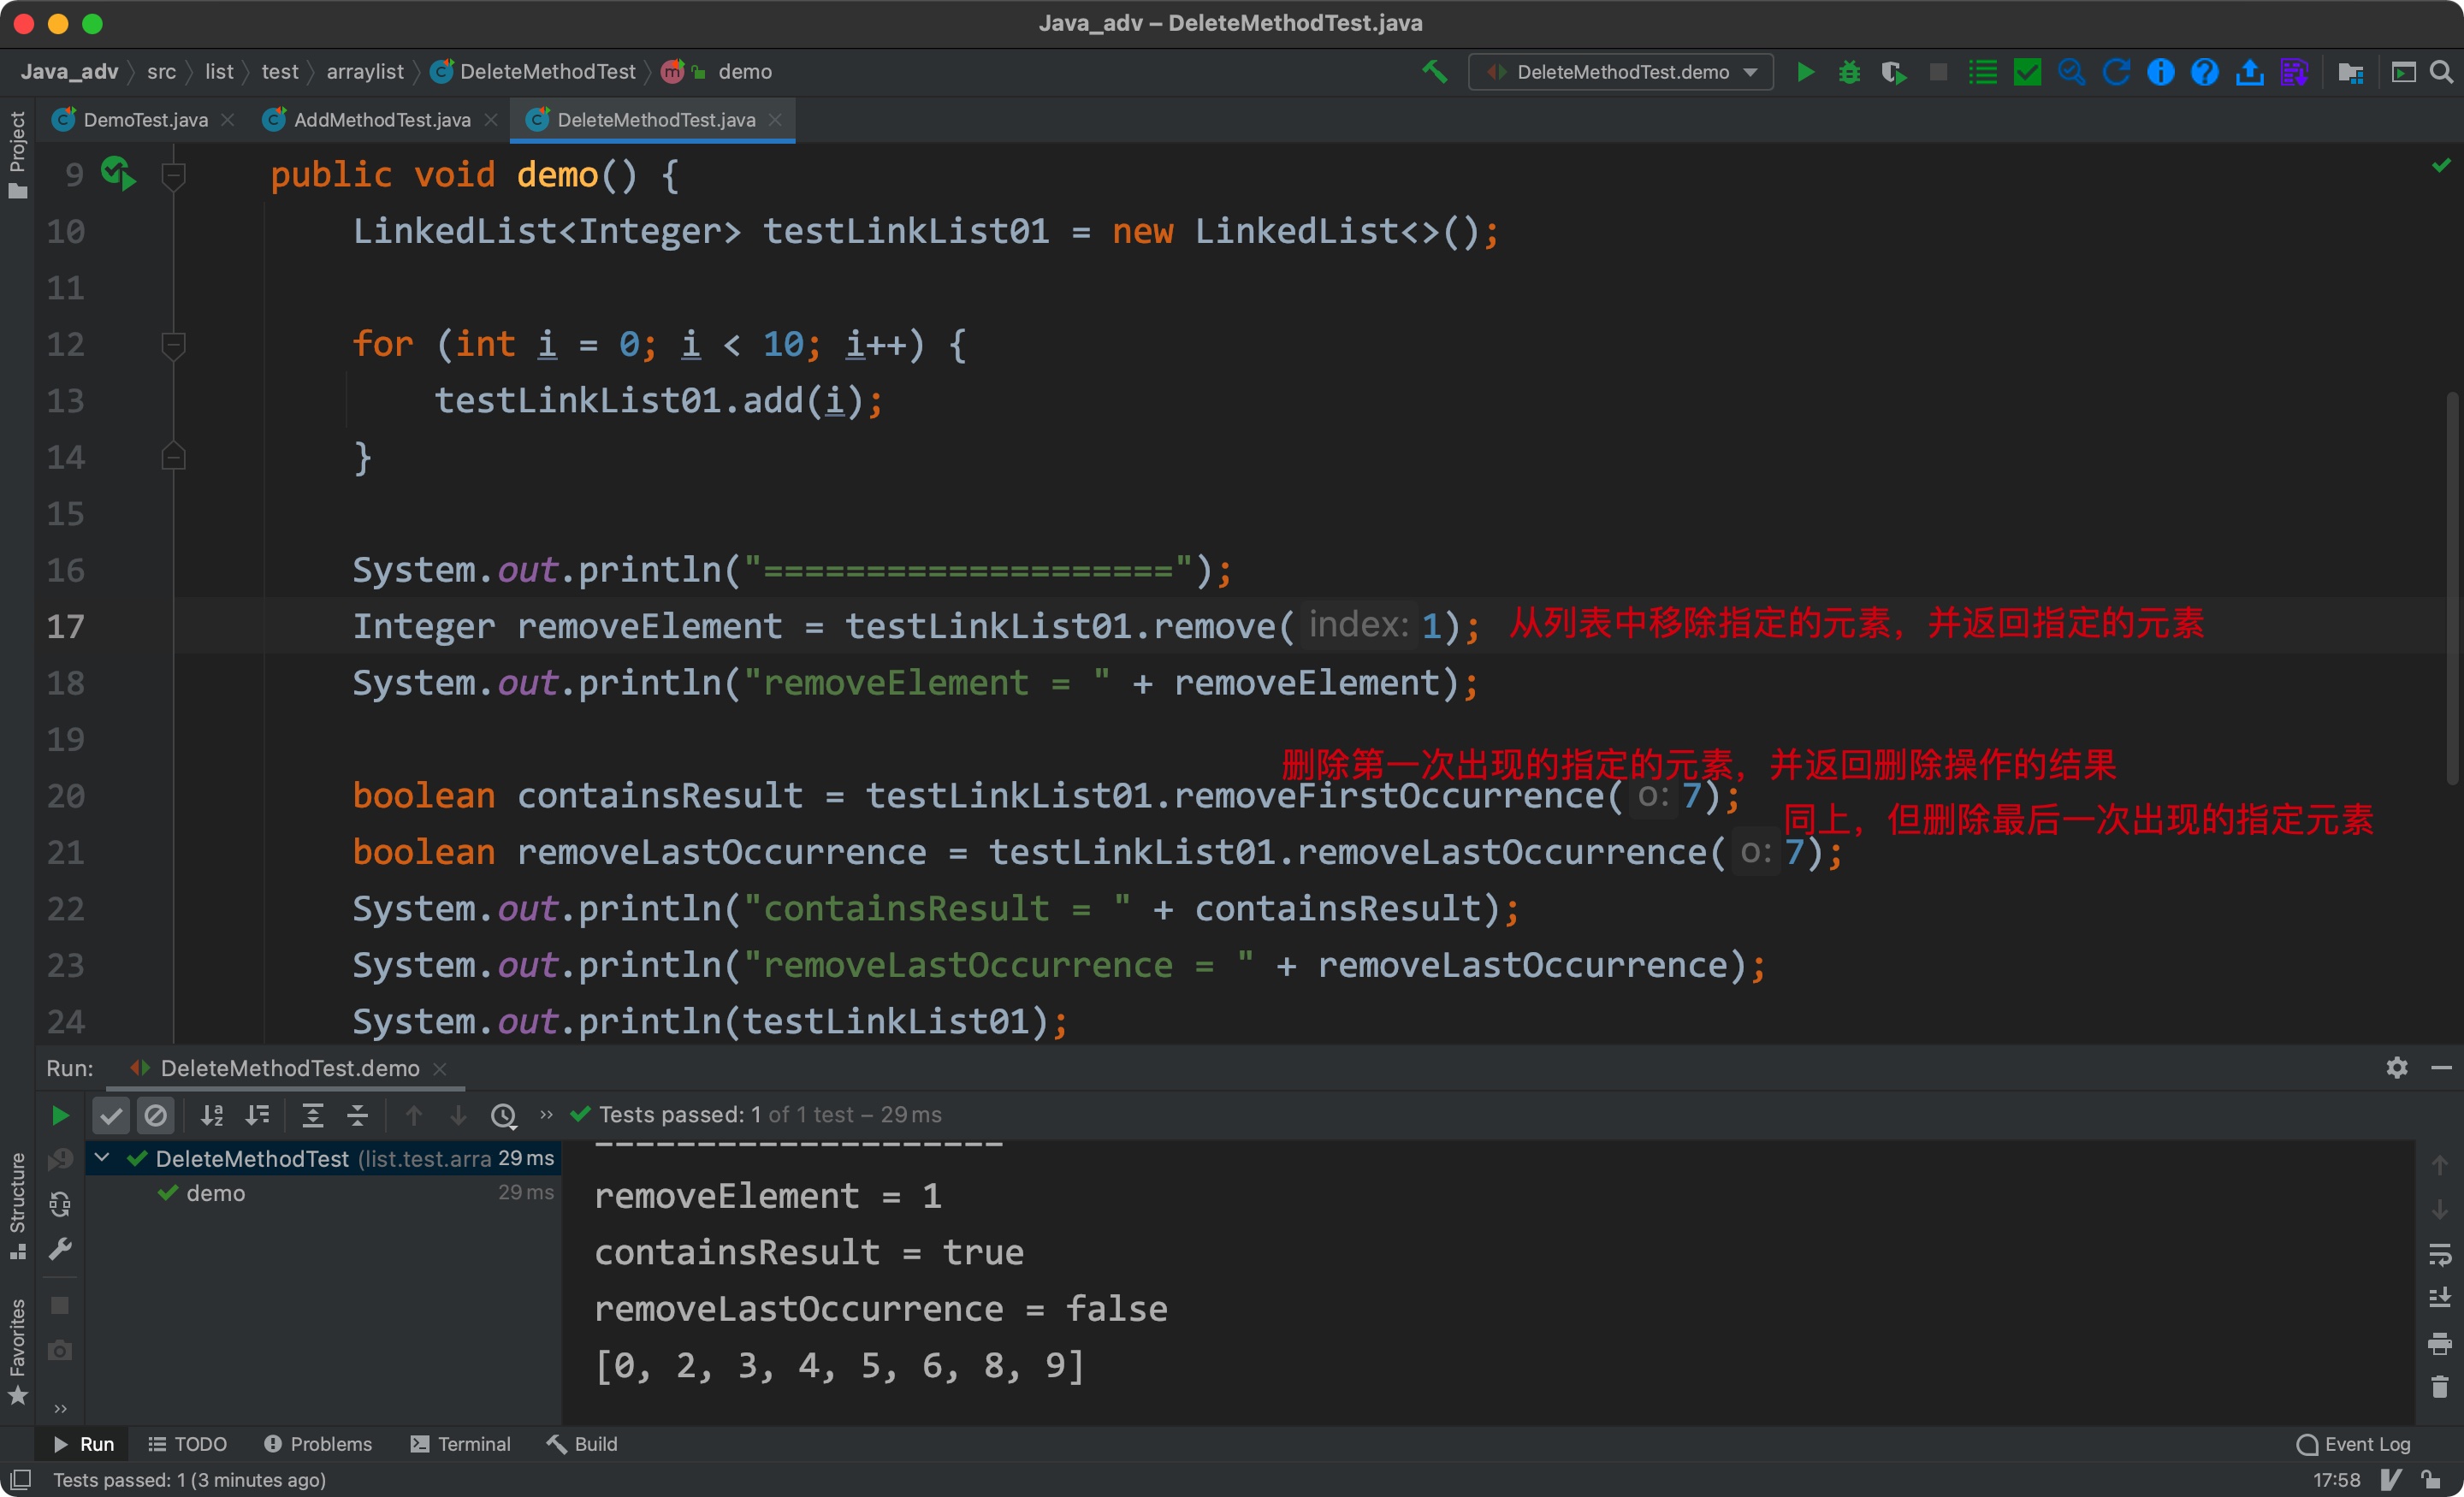 Java_adv – DeleteMethodTest.java
Java_adv src list test arraylist DeleteMethodTest demo DeleteMethodTest.demo
Project
DemoTest.java AddMethodTest.java DeleteMethodTest.java
9 public void demo() {
10 LinkedList<Integer> testLinkList01 = new LinkedList<>();
11
12 for (int i = 0; i < 10; i++) {
13 testLinkList01.add(i);
14 }
15
16 System.out.println("====================");
17 Integer removeElement = testLinkList01.remove( index: 1); 从列表中移除指定的元素，并返回指定的元素
18 System.out.println("removeElement = " + removeElement);
19
删除第一次出现的指定的元素，并返回删除操作的结果
20 boolean containsResult = testLinkList01.removeFirstOccurrence( o: 7);
同上，但删除最后一次出现的指定元素
21 boolean removeLastOccurrence = testLinkList01.removeLastOccurrence( o: 7);
22 System.out.println("containsResult = " + containsResult);
23 System.out.println("removeLastOccurrence = " + removeLastOccurrence);
24 System.out.println(testLinkList01);
Run: DeleteMethodTest.demo
Tests passed: 1 of 1 test – 29 ms
DeleteMethodTest (list.test.arra 29 ms
demo 29 ms
====================
removeElement = 1
containsResult = true
removeLastOccurrence = false
[0, 2, 3, 4, 5, 6, 8, 9]
Structure
Favorites
Run TODO Problems Terminal Build Event Log
Tests passed: 1 (3 minutes ago) 17:58